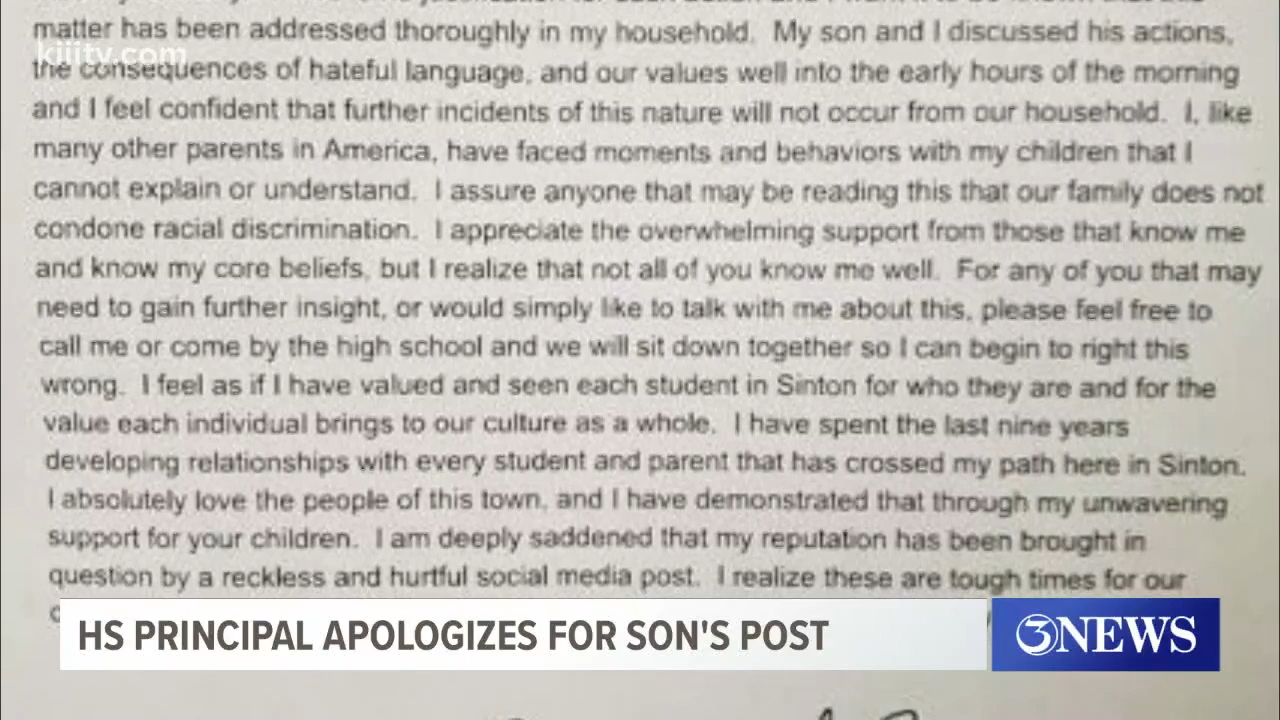 matter has been addressed thoroughly in my household. My son and I discussed his actions,
kiiitv.com
the consequences of hateful language, and our values well into the early hours of the morning
and I feel confident that further incidents of this nature will not occur from our household. I, like
many other parents in America, have faced moments and behaviors with my children that I
cannot explain or understand. I assure anyone that may be reading this that our family does not
condone racial discrimination. I appreciate the overwhelming support from those that know me
and know my core beliefs, but I realize that not all of you know me well. For any of you that may
need to gain further insight, or would simply like to talk with me about this, please feel free to
call me or come by the high school and we will sit down together so I can begin to right this
wrong. I feel as if I have valued and seen each student in Sinton for who they are and for the
value each individual brings to our culture as a whole. I have spent the last nine years
developing relationships with every student and parent that has crossed my path here in Sinton.
I absolutely love the people of this town, and I have demonstrated that through my unwavering
support for your children. I am deeply saddened that my reputation has been brought in
question by a reckless and hurtful social media post. I realize these are tough times for our
HS PRINCIPAL APOLOGIZES FOR SON'S POST
3NEWS